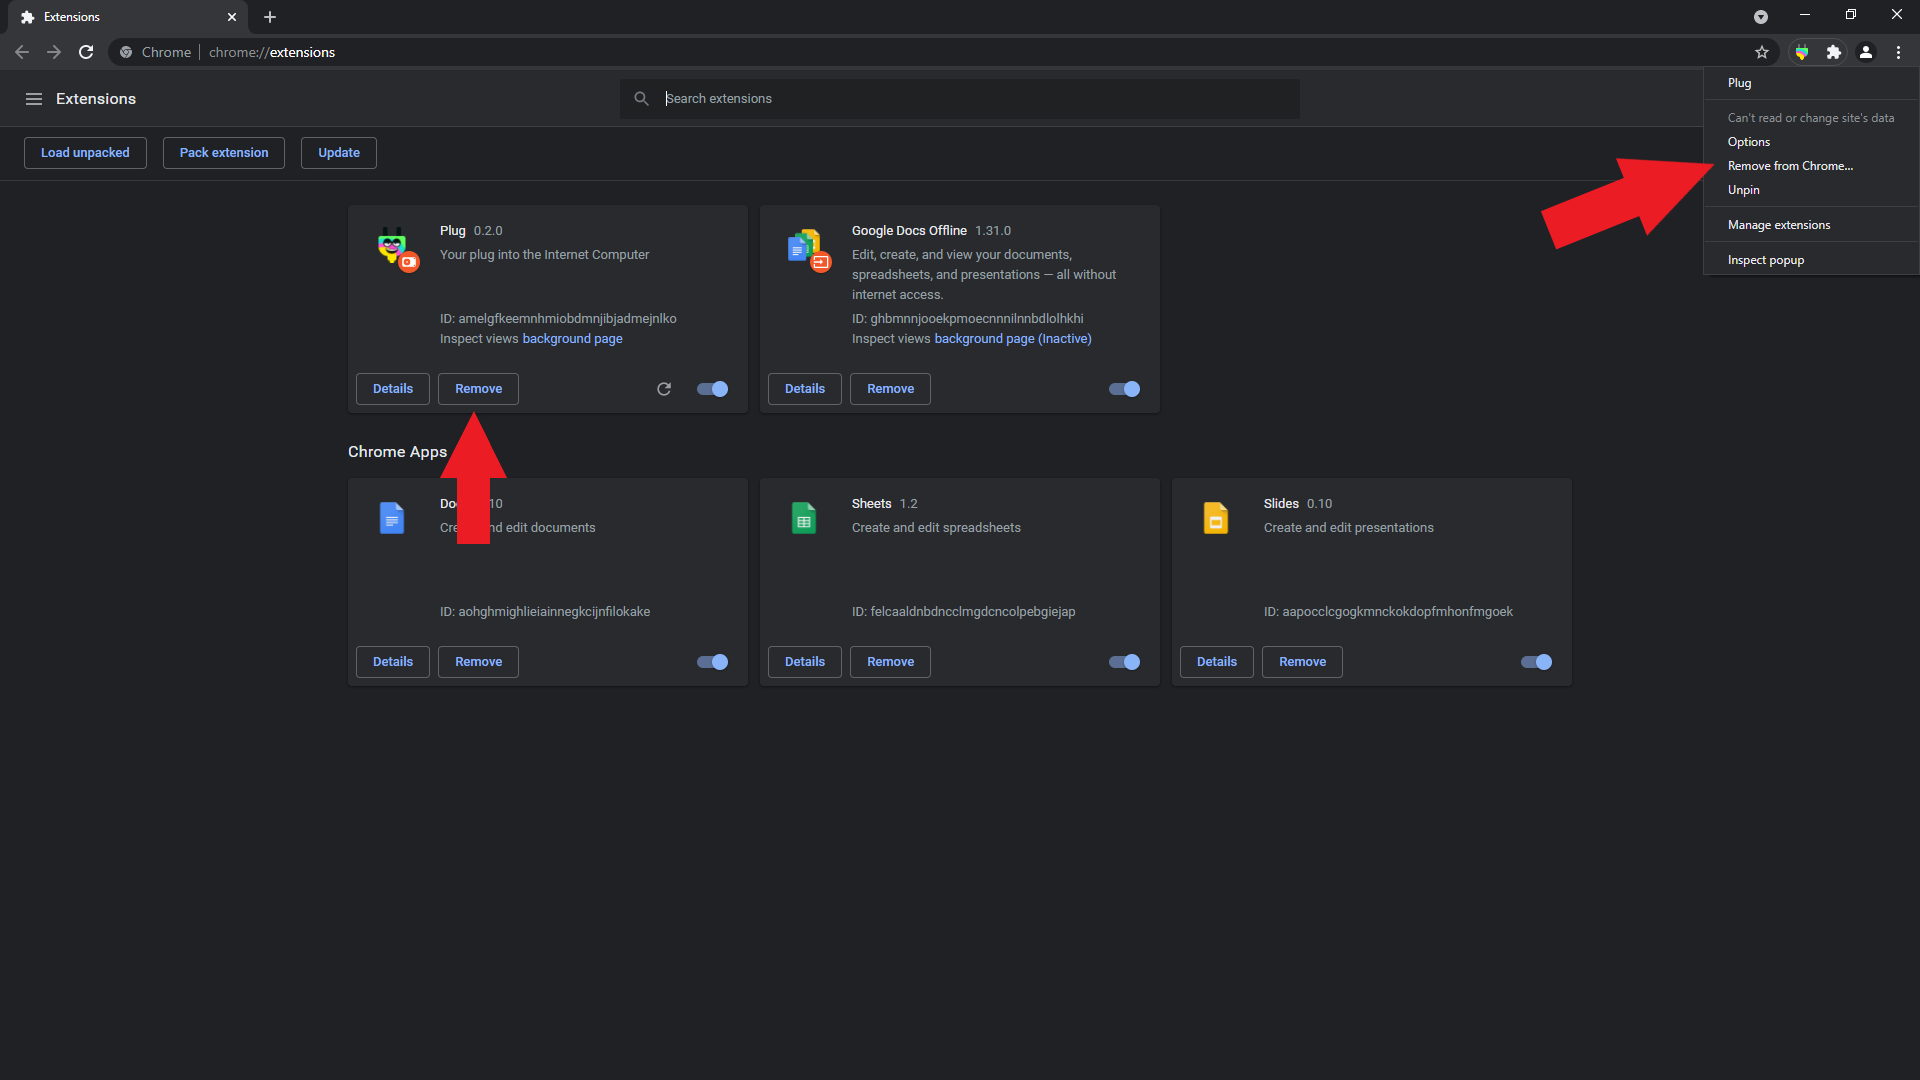 Extensions
Chrome
chrome://extensions
Extensions
Search extensions
Load unpacked
Pack extension
Update
Plug
Can't read or change site's data
Options
Remove from Chrome...
Unpin
Manage extensions
Inspect popup
Plug 0.2.0
Your plug into the Internet Computer
ID: amelgfkeemnhmiobdmnjibjadmejnlko
Inspect views background page
Details
Remove
Google Docs Offline 1.31.0
Edit, create, and view your documents,
spreadsheets, and presentations — all without
internet access.
ID: ghbmnnjooekpmoecnnnilnnbdlolhkhi
Inspect views background page (Inactive)
Details
Remove
Chrome Apps
10
edit documents
ID: aohghmighlieiainnegkcijnfilokake
Details
Remove
Sheets 1.2
Create and edit spreadsheets
ID: felcaaldnbdncclmgdcncolpebgiejap
Details
Remove
Slides 0.10
Create and edit presentations
ID: aapocclcgogkmnckokdopfmhonfmgoek
Details
Remove